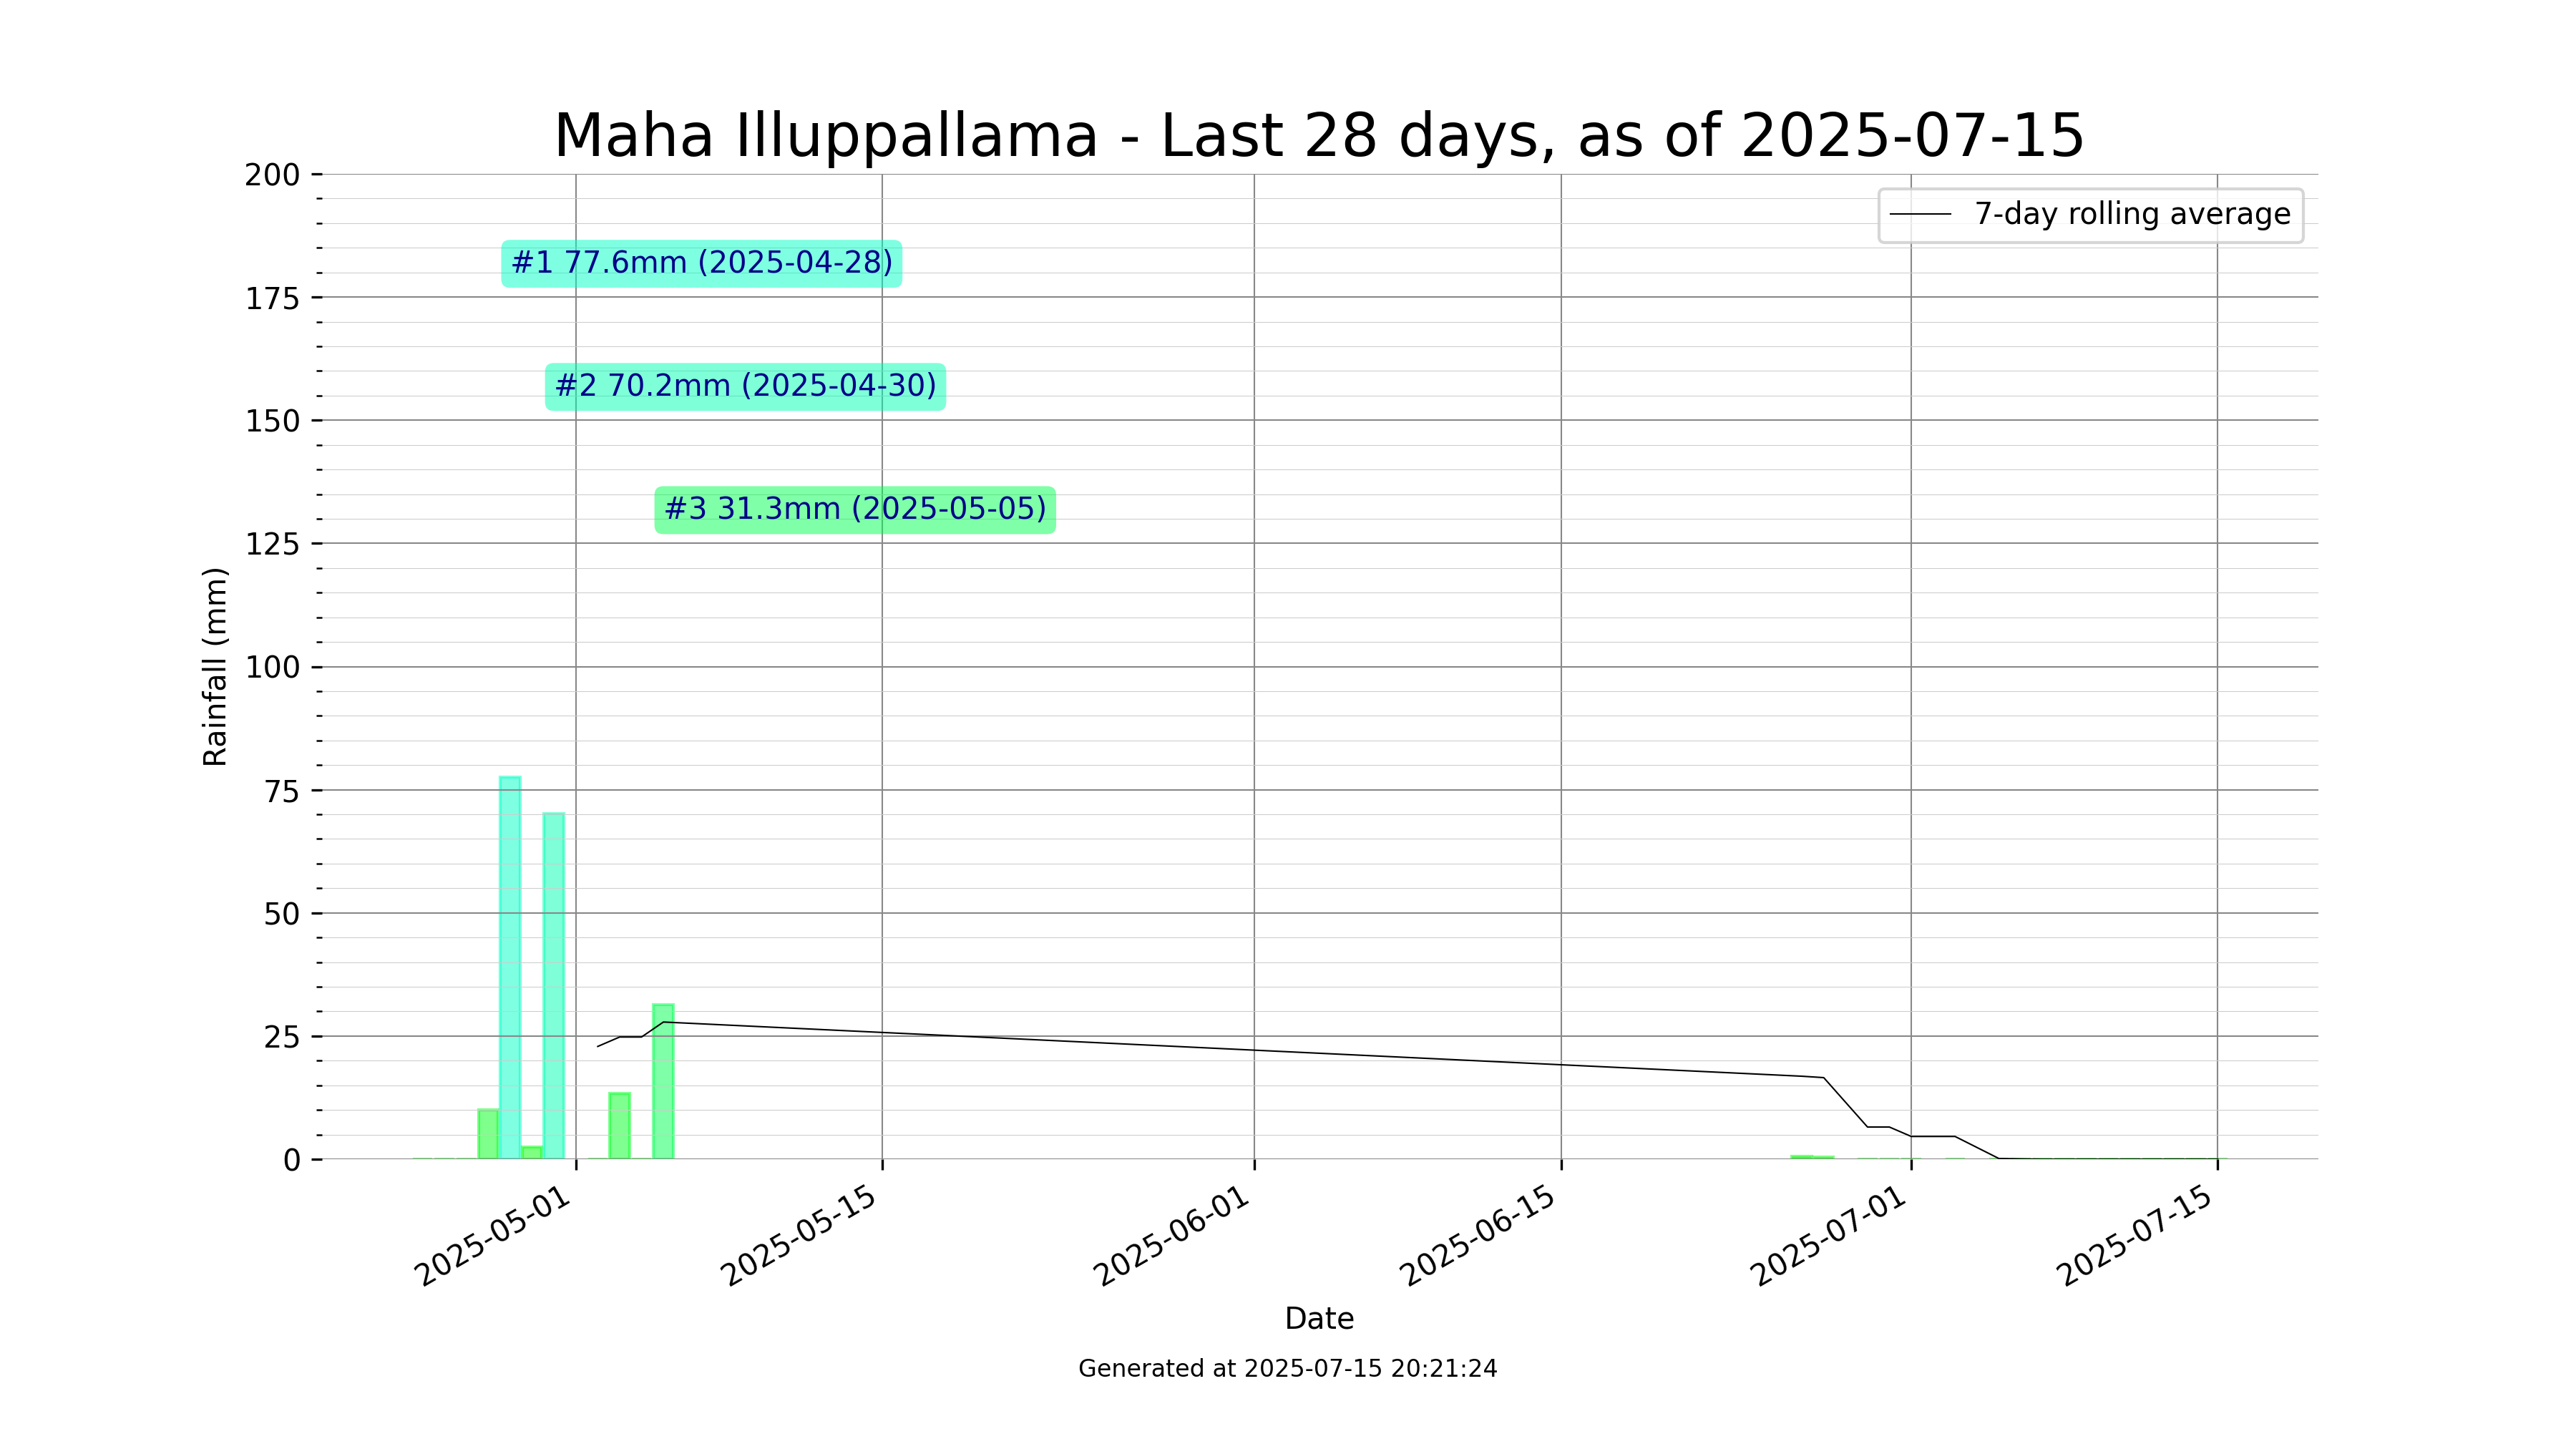 Maha Illuppallama - Last 28 days, as of 2025-07-15
7-day rolling average
#1 77.6mm (2025-04-28)
#2 70.2mm (2025-04-30)
#3 31.3mm (2025-05-05)
Rainfall (mm)
200
175
150
125
100
75
50
25
0
2025-05-01
2025-05-15
2025-06-01
2025-06-15
2025-07-01
2025-07-15
Date
Generated at 2025-07-15 20:21:24